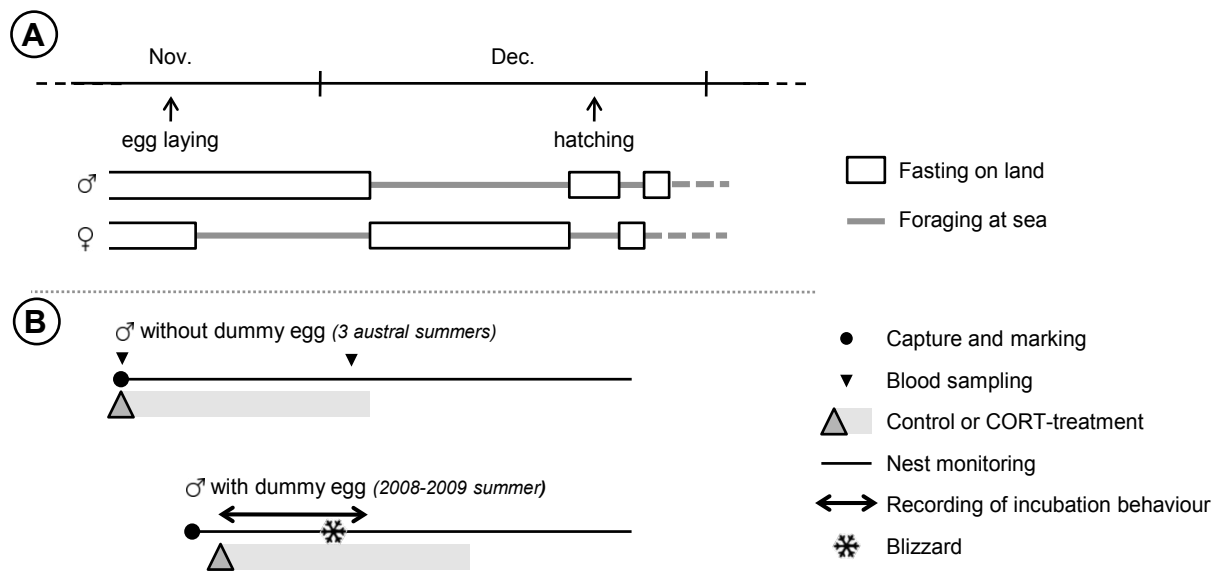 A
Nov.
Dec.
egg laying
hatching
♂
♀
Fasting on land
Foraging at sea
B
♂ without dummy egg (3 austral summers)
♂ with dummy egg (2008-2009 summer)
Capture and marking
Blood sampling
Control or CORT-treatment
Nest monitoring
Recording of incubation behaviour
Blizzard